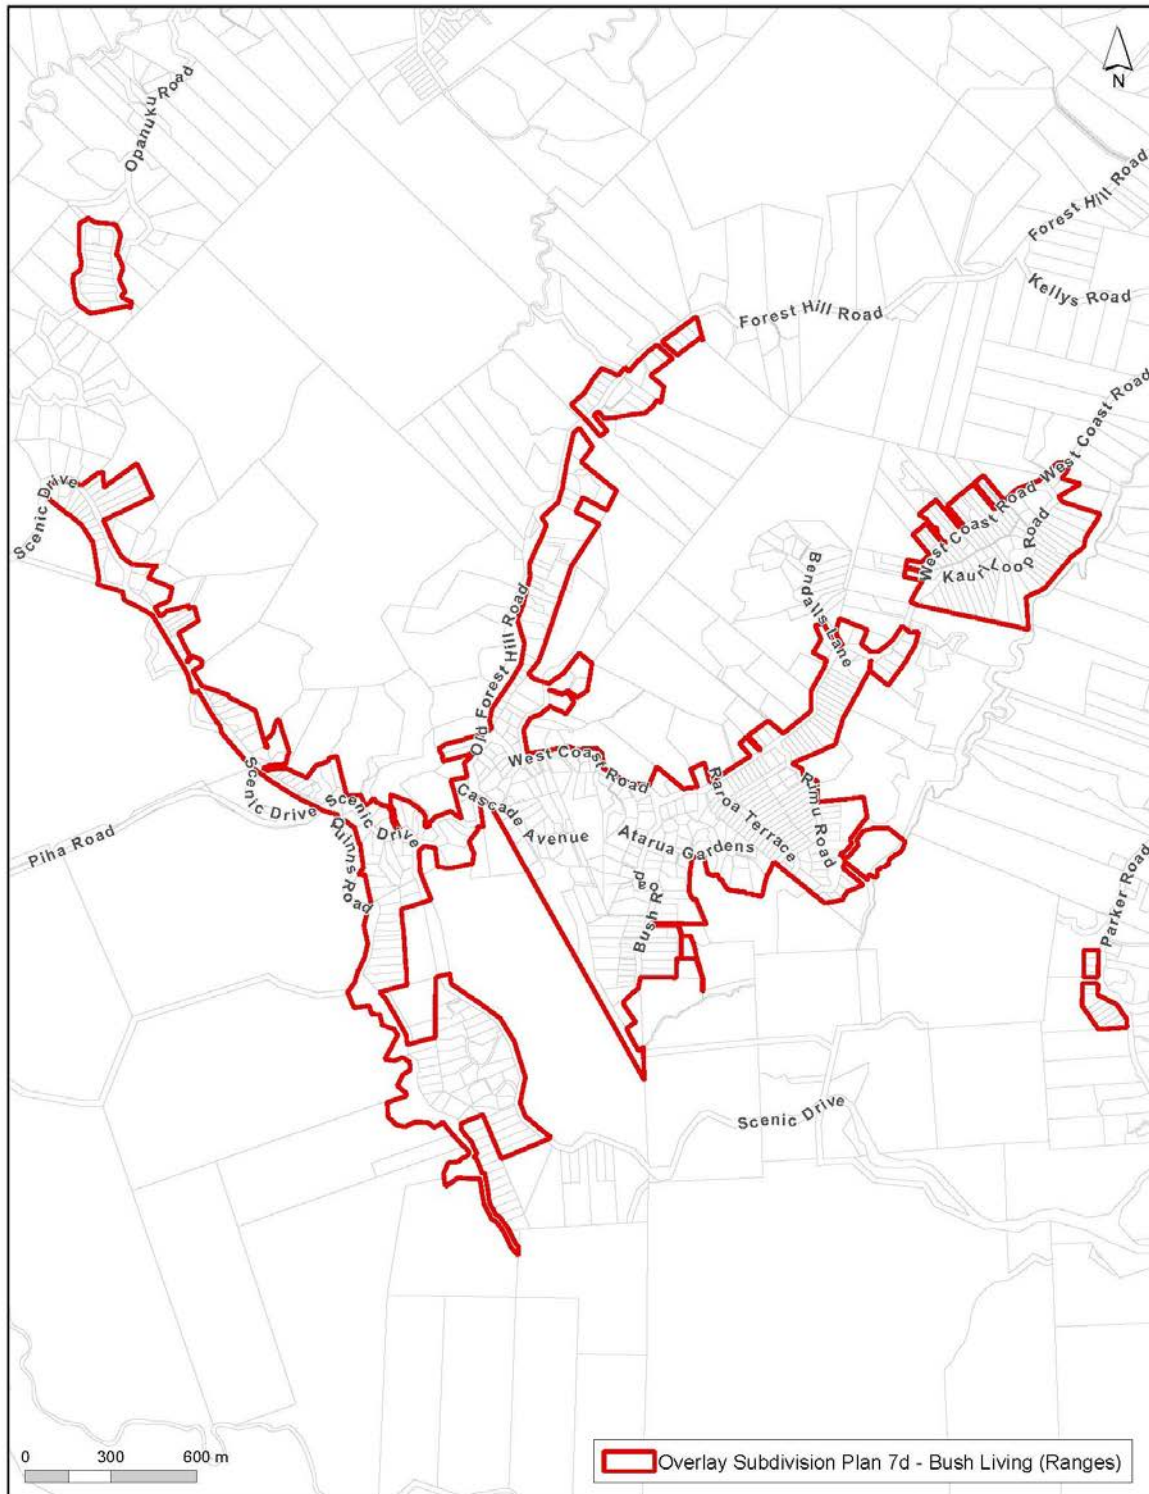 N
Opanuku Road
Forest Hill Road
Kellys Road
Forest Hill Road
West Coast Road
Scenic Drive
West Coast Road
Kauri Loop Road
Bendalls Lane
Old Forest Hill Road
West Coast Road
Scenic Drive
Scenic Drive
Cascade Avenue
Raroa Terrace
Rimu Road
Piha Road
Quinns Road
Atarua Gardens
Bush Road
Parker Road
Scenic Drive
0 300 600 m
Overlay Subdivision Plan 7d - Bush Living (Ranges)